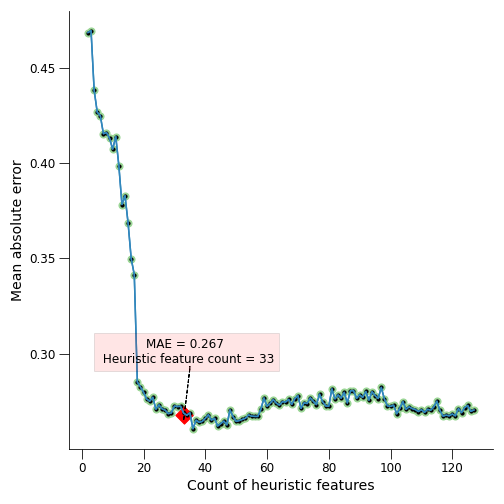 0.45
0.40
0.35
0.30
Mean absolute error
MAE = 0.267
Heuristic feature count = 33
0 20 40 60 80 100 120
Count of heuristic features